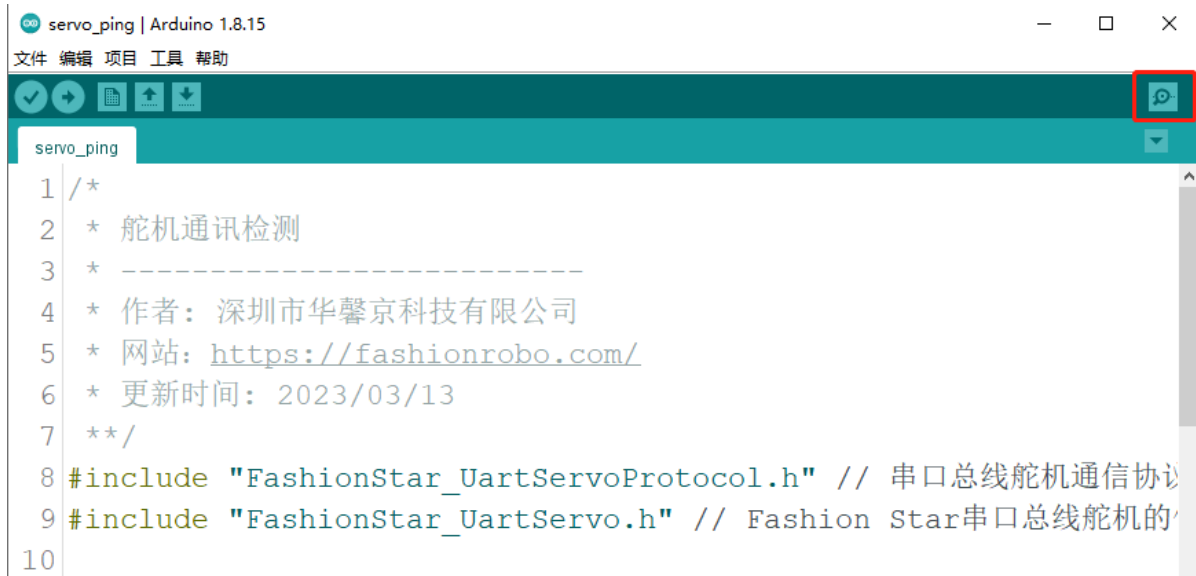 servo_ping | Arduino 1.8.15
文件 编辑 项目 工具 帮助
servo_ping
1 /*
2 * 舵机通讯检测
3 * --------------------------
4 * 作者: 深圳市华馨京科技有限公司
5 * 网站: https://fashionrobo.com/
6 * 更新时间: 2023/03/13
7 **/
8 #include "FashionStar_UartServoProtocol.h" // 串口总线舵机通信协议
9 #include "FashionStar_UartServo.h" // Fashion Star串口总线舵机的
10